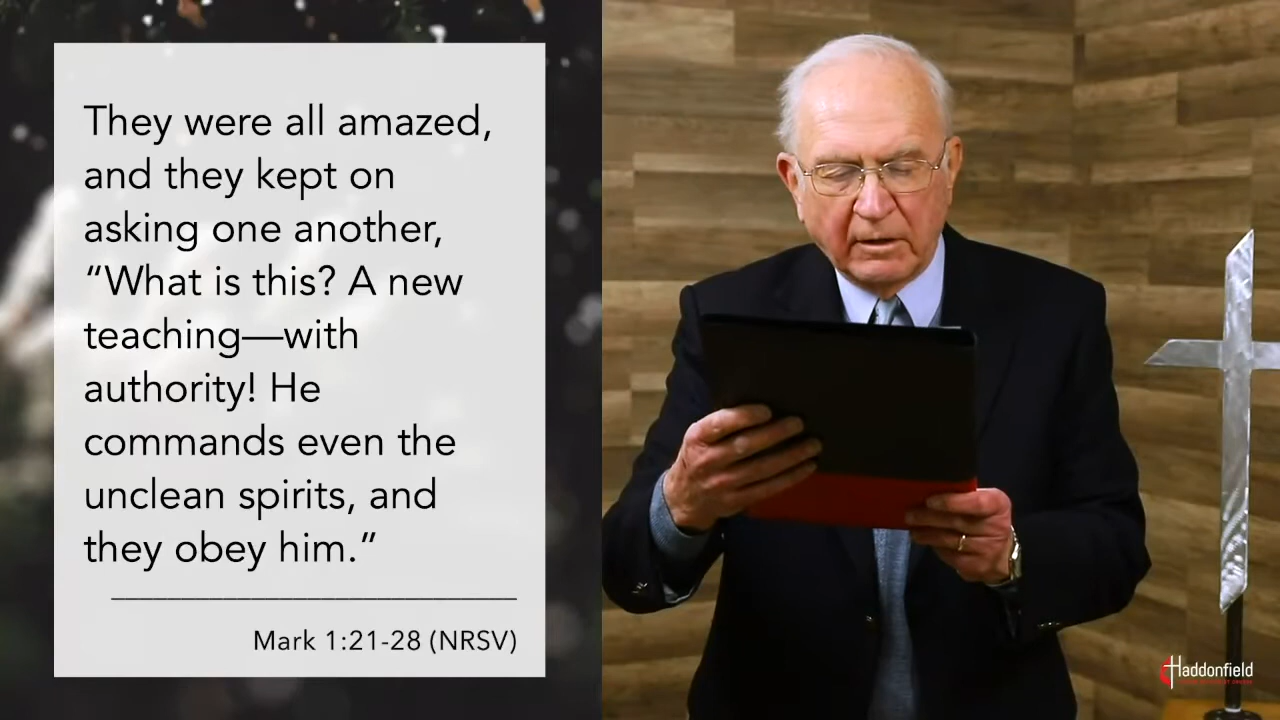 They were all amazed,
and they kept on
asking one another,
“What is this? A new
teaching—with
authority! He
commands even the
unclean spirits, and
they obey him.”
Mark 1:21-28 (NRSV)
Haddonfield